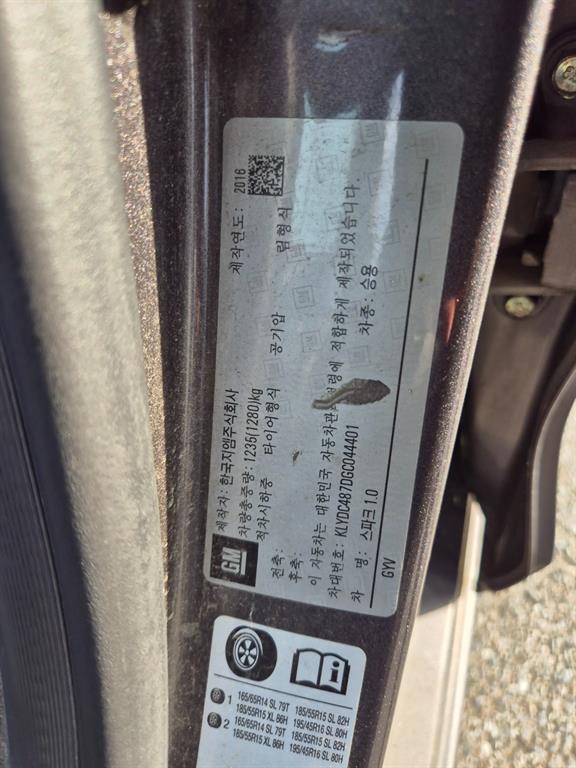 GM
제작자: 한국지엠주식회사 제작연도: 2016
차량총중량: 1235(1280)kg
적차시하중 타이어형식 공기압 림형식
전축:
후축:
이 자동차는 대한민국 자동차관리법령에 적합하게 제작되었습니다.
차대번호: KLYDC487DGC044401
차 명: 스파크 1.0 차종: 승용
GYV
1 165/65R14 SL 79T 185/55R15 SL 82H
185/55R15 XL 86H 195/45R16 SL 80H
2 165/65R14 SL 79T 185/55R15 SL 82H
185/55R15 XL 86H 195/45R16 SL 80H